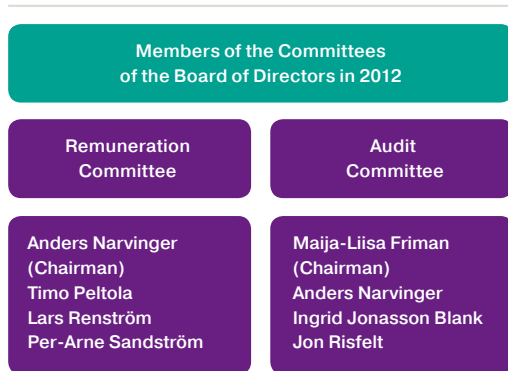 Members of the Committees
of the Board of Directors in 2012
Remuneration
Committee
Audit
Committee
Anders Narvinger
(Chairman)
Timo Peltola
Lars Renström
Per-Arne Sandström
Maija-Liisa Friman
(Chairman)
Anders Narvinger
Ingrid Jonasson Blank
Jon Risfelt